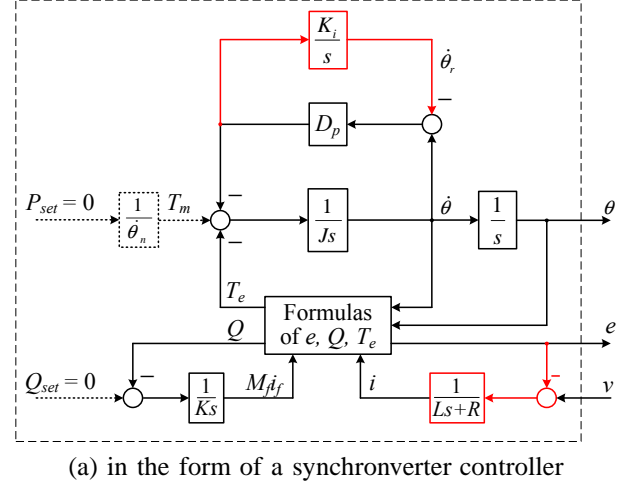 K_i
s
θ̇_r
−
D_p
−
P_set = 0
1
θ̇_n
T_m
−
1
Js
θ̇
1
s
θ
T_e
Formulas
of e, Q, T_e
Q
e
−
−
Q_set = 0
1
Ks
M_f i_f
i
1
Ls+R
−
v
(a) in the form of a synchronverter controller